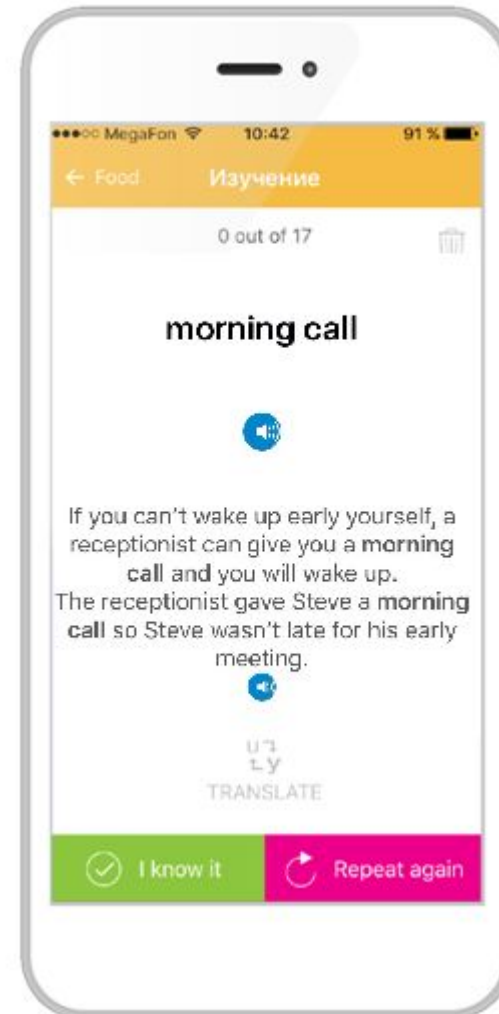 MegaFon 10:42 91 %
← Food Изучение
0 out of 17
morning call
If you can't wake up early yourself, a
receptionist can give you a morning
call and you will wake up.
The receptionist gave Steve a morning
call so Steve wasn't late for his early
meeting.
TRANSLATE
I know it Repeat again